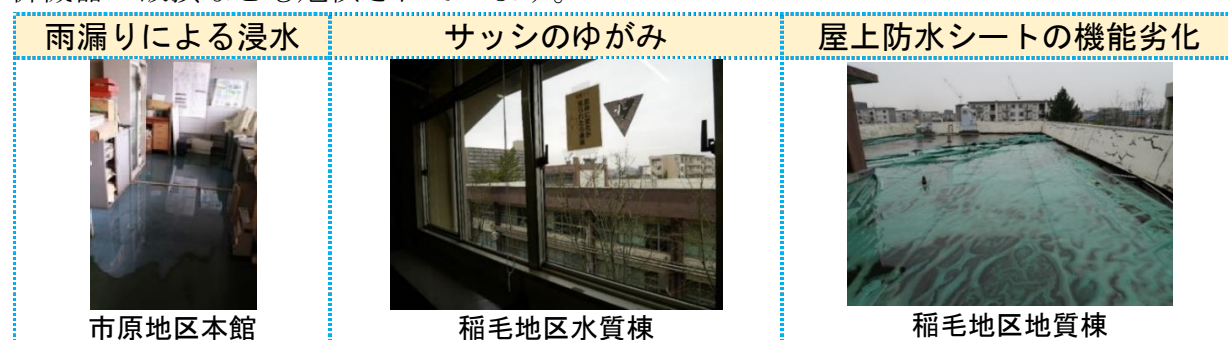 雨漏りによる浸水
サッシのゆがみ
屋上防水シートの機能劣化
市原地区本館
稲毛地区水質棟
稲毛地区地質棟